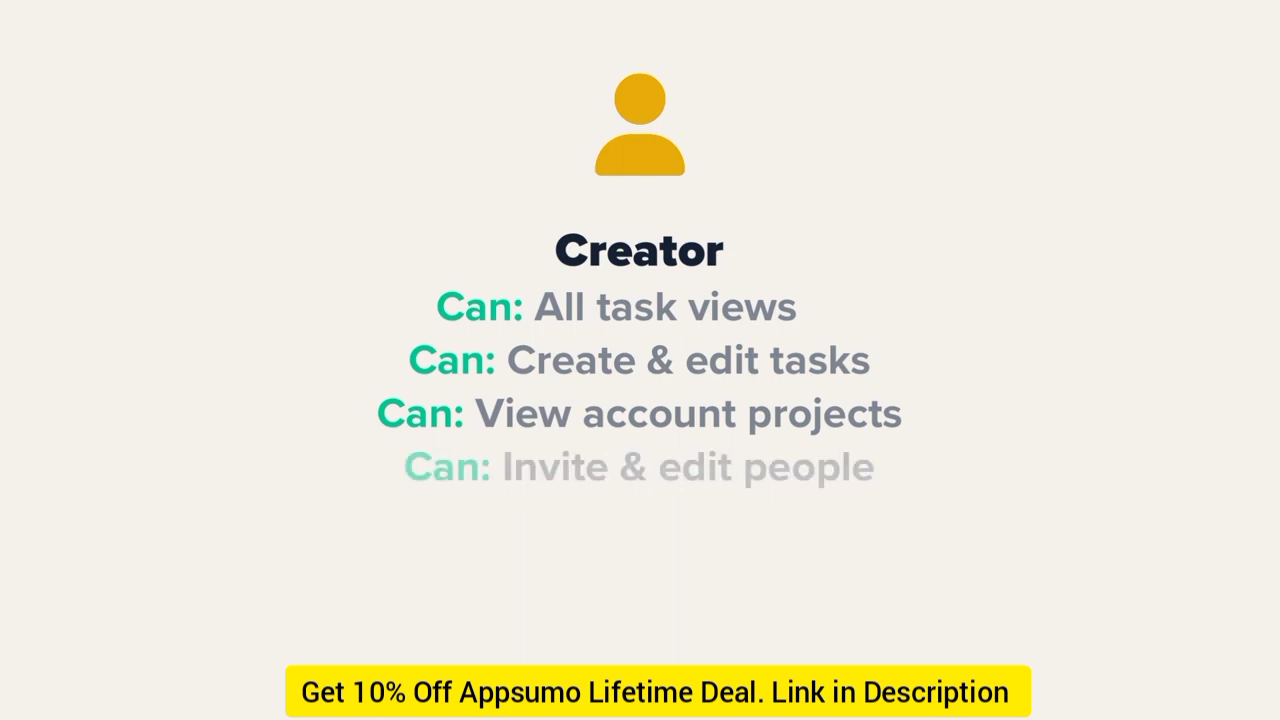 Creator
Can: All task views
Can: Create & edit tasks
Can: View account projects
Can: Invite & edit people
Get 10% Off Appsumo Lifetime Deal. Link in Description